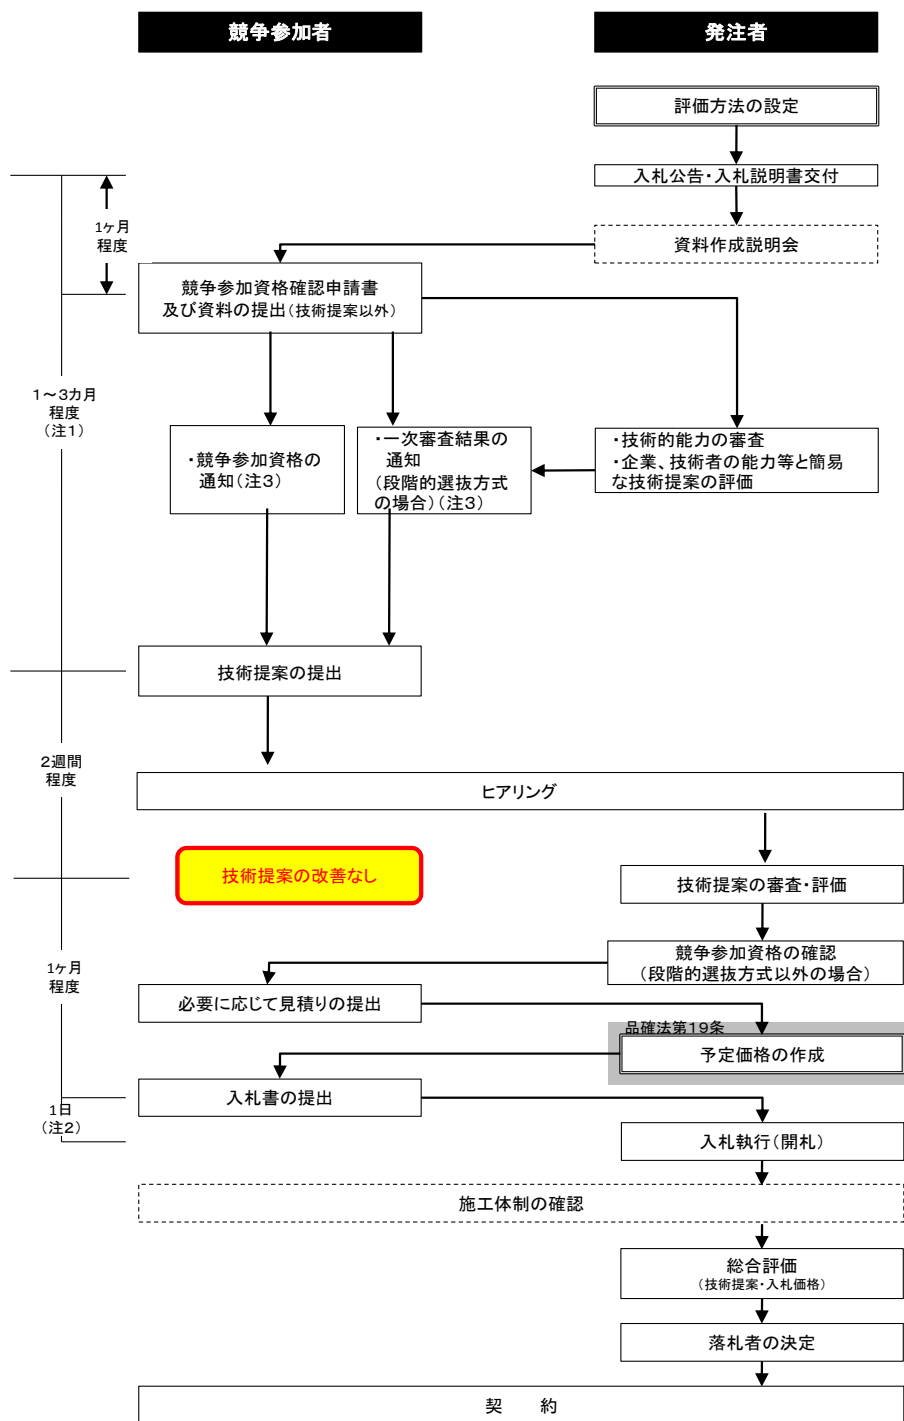 競争参加者
発注者
評価方法の設定
入札公告・入札説明書交付
1ヶ月
程度
資料作成説明会
競争参加資格確認申請書
及び資料の提出(技術提案以外)
1～3カ月
程度
(注1)
・競争参加資格の
通知(注3)
・一次審査結果の
通知
(段階的選抜方式
の場合)(注3)
・技術的能力の審査
・企業、技術者の能力等と簡易
な技術提案の評価
技術提案の提出
2週間
程度
ヒアリング
技術提案の改善なし
技術提案の審査・評価
競争参加資格の確認
(段階的選抜方式以外の場合)
1ヶ月
程度
必要に応じて見積りの提出
品確法第19条
予定価格の作成
入札書の提出
1日
(注2)
入札執行(開札)
施工体制の確認
総合評価
(技術提案・入札価格)
落札者の決定
契　約